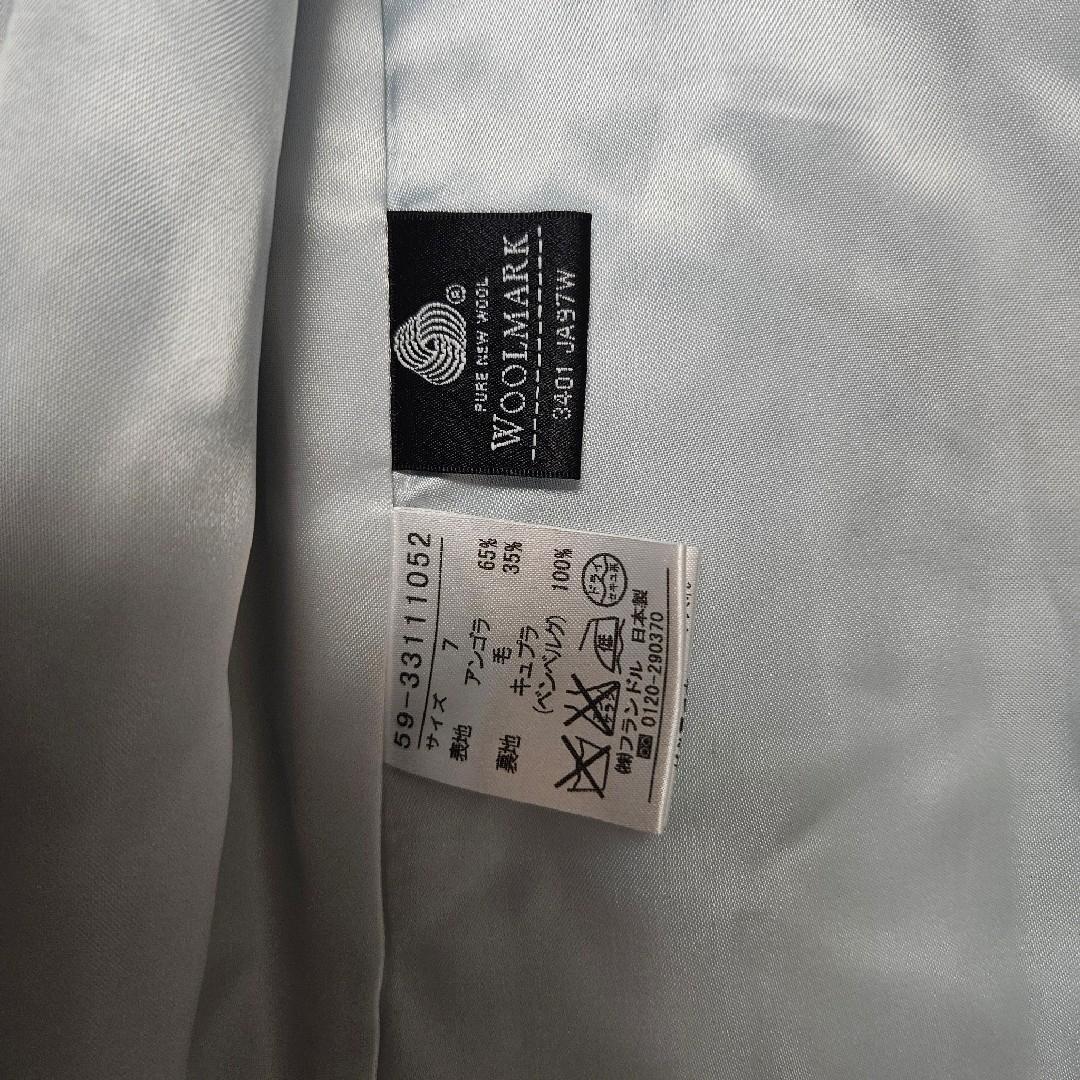 ®
PURE NEW WOOL
WOOLMARK
3401 JA97W
59-33111052
サイズ 7
表地 アンゴラ 65%
毛 35%
裏地 キュプラ 100%
(ベンベルグ)
中 ドライ
セキユ系
(株)フランドル 日本製
0120-290370